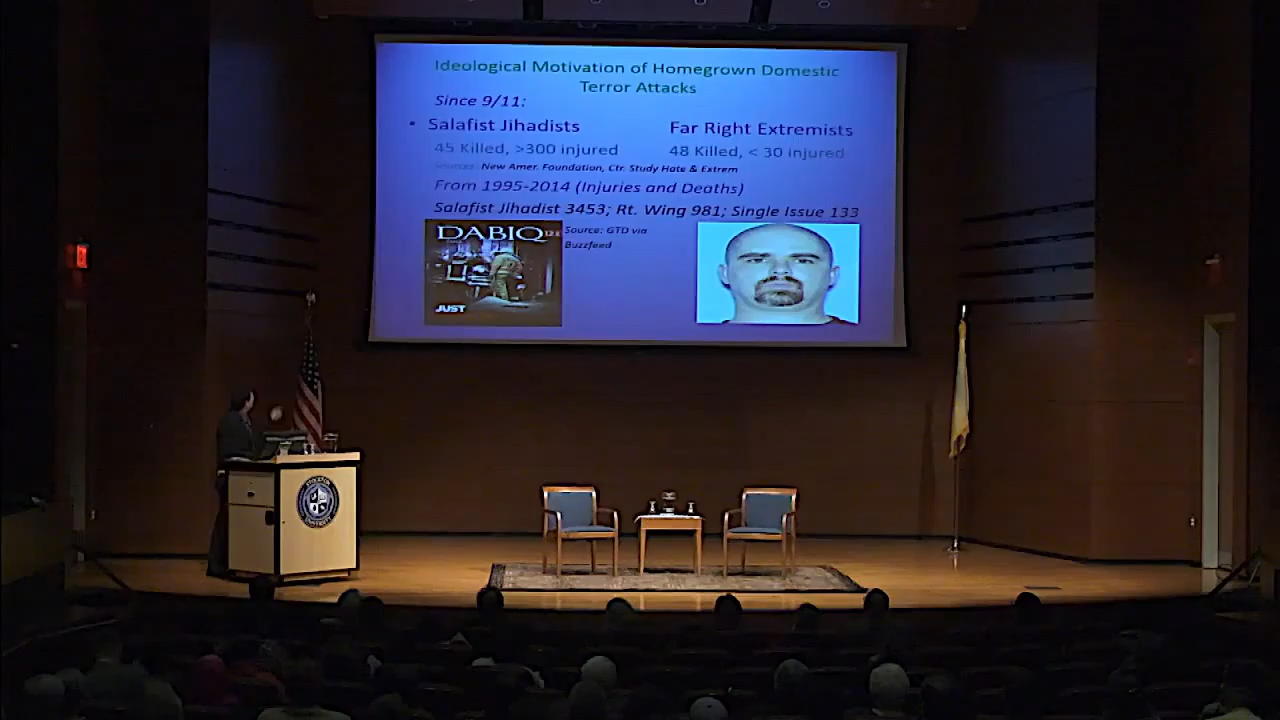 Ideological Motivation of Homegrown Domestic
Terror Attacks
Since 9/11:
• Salafist Jihadists
Far Right Extremists
45 Killed, >300 injured
48 Killed, < 30 injured
New Amer. Foundation, Ctr. Study Hate & Extrem
From 1995-2014 (Injuries and Deaths)
Salafist Jihadist 3453; Rt. Wing 981; Single Issue 133
DABIQ
Source: GTD via
Buzzfeed
JUST
STOCKTON
UNIVERSITY